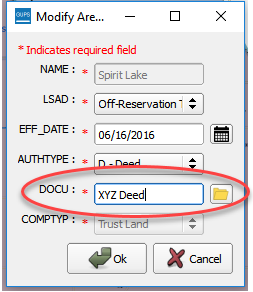 GUPS Modify Are...
* Indicates required field
NAME : * Spirit Lake
LSAD : * Off-Reservation T
EFF_DATE : * 06/16/2016
AUTHTYPE : * D - Deed
DOCU : * XYZ Deed
COMPTYP : * Trust Land
Ok Cancel